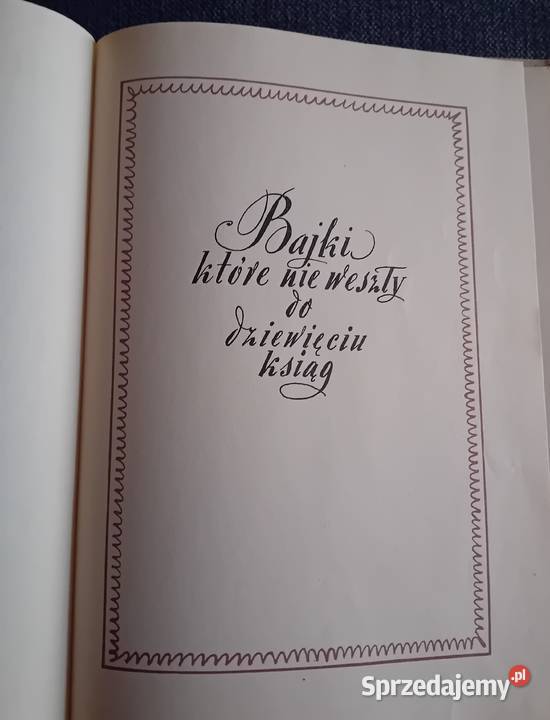 Bajki
które nie weszły
do
dziewięciu
ksiąg
Sprzedajemy.pl